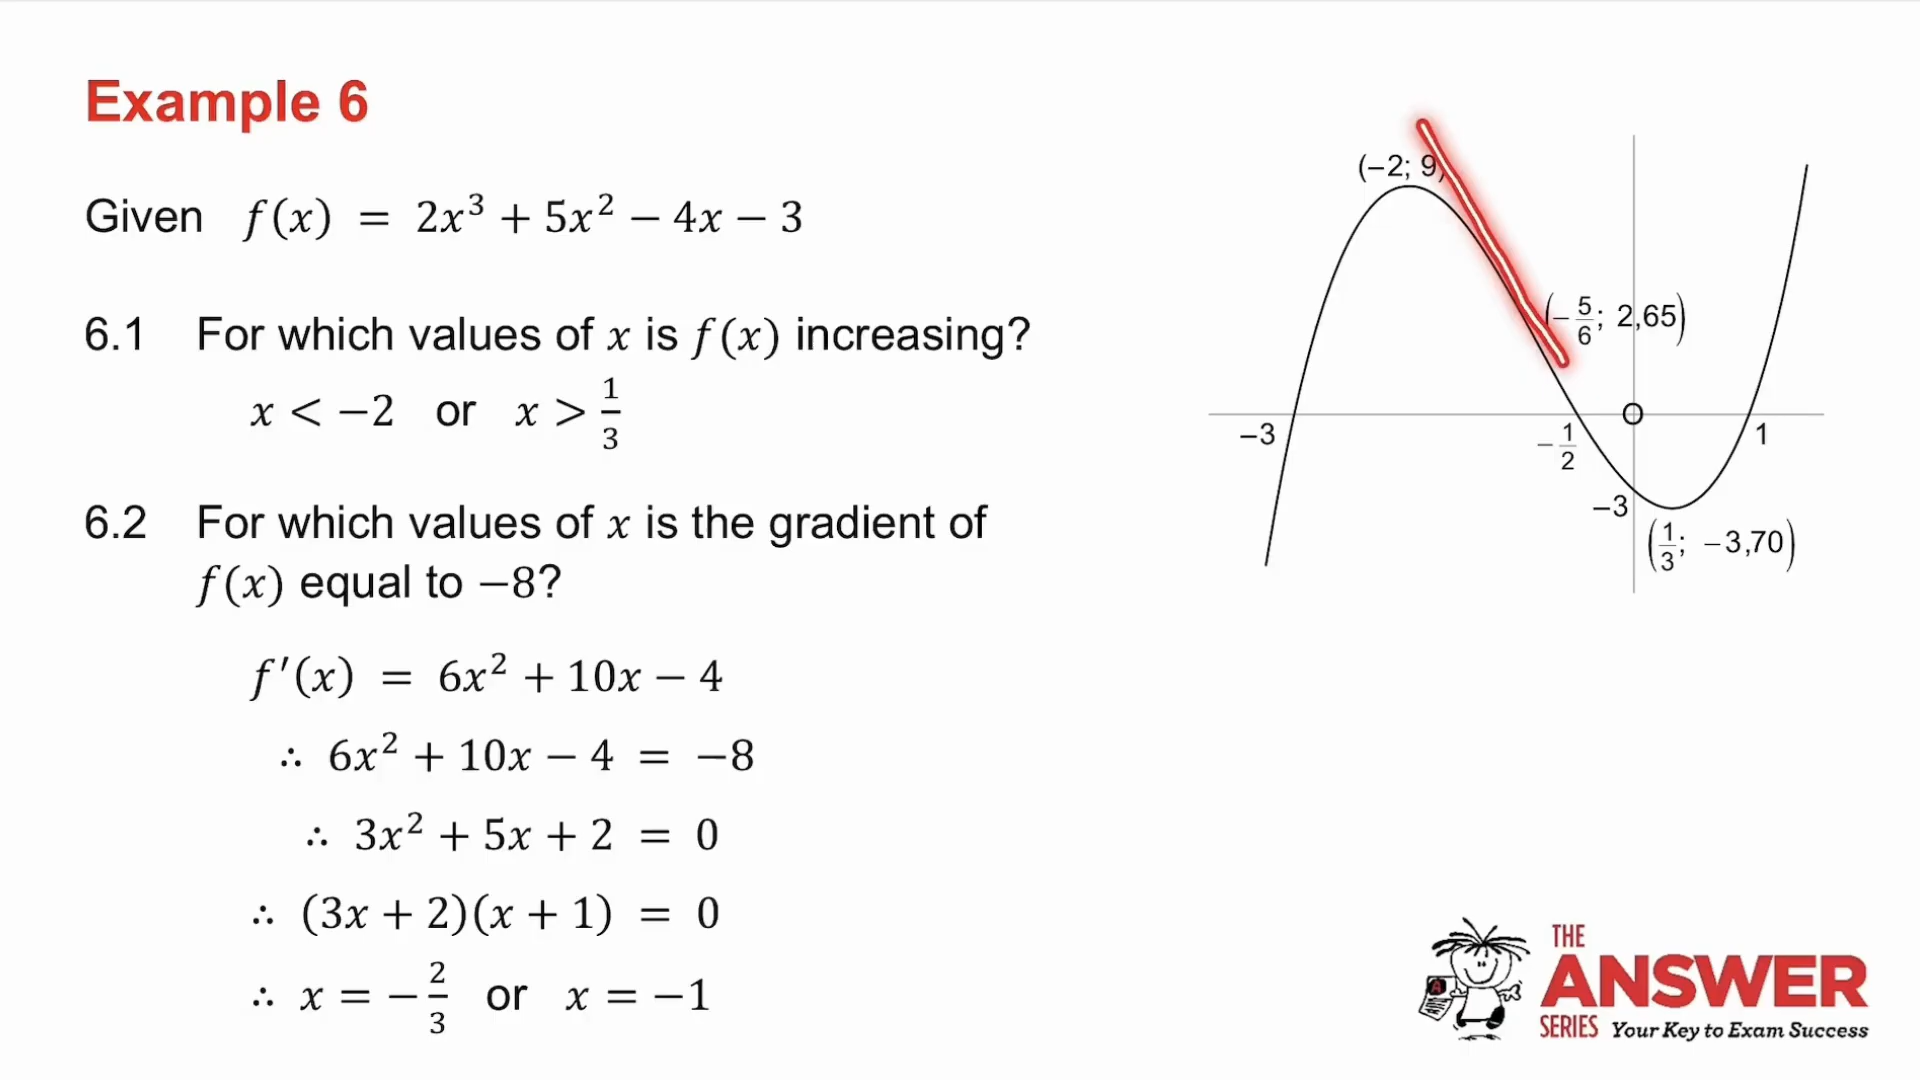 Example 6
Given f(x) = 2x³ + 5x² − 4x − 3
6.1 For which values of x is f(x) increasing?
x < −2 or x > 1/3
6.2 For which values of x is the gradient of
f(x) equal to −8?
f′(x) = 6x² + 10x − 4
∴ 6x² + 10x − 4 = −8
∴ 3x² + 5x + 2 = 0
∴ (3x + 2)(x + 1) = 0
∴ x = −2/3 or x = −1
(−2; 9)
(−5/6; 2,65)
O
−3
−1/2
1
−3
(1/3; −3,70)
THE
ANSWER
SERIES Your Key to Exam Success